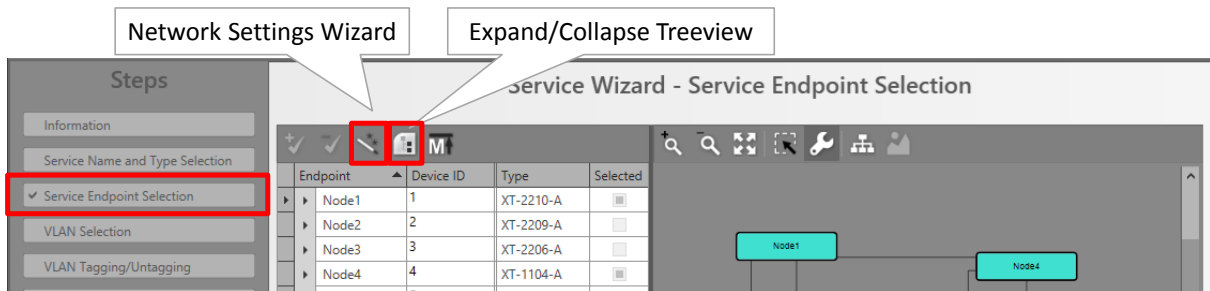 Network Settings Wizard
Expand/Collapse Treeview
Steps
Service Wizard - Service Endpoint Selection
Information
Service Name and Type Selection
Service Endpoint Selection
VLAN Selection
VLAN Tagging/Untagging
M
Endpoint Device ID Type Selected
Node1 1 XT-2210-A
Node2 2 XT-2209-A
Node3 3 XT-2206-A
Node4 4 XT-1104-A
Node1
Node4